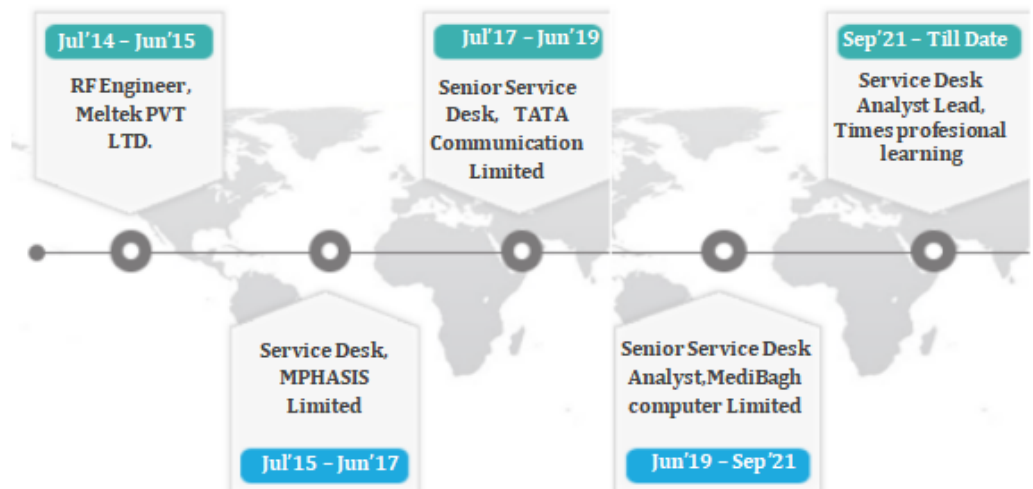 Jul’14 – Jun’15
RF Engineer,
Meltek PVT
LTD.
Service Desk,
MPHASIS
Limited
Jul’15 – Jun’17
Jul’17 – Jun’19
Senior Service
Desk, TATA
Communication
Limited
Senior Service Desk
Analyst,MediBagh
computer Limited
Jun’19 – Sep’21
Sep’21 – Till Date
Service Desk
Analyst Lead,
Times profesional
learning